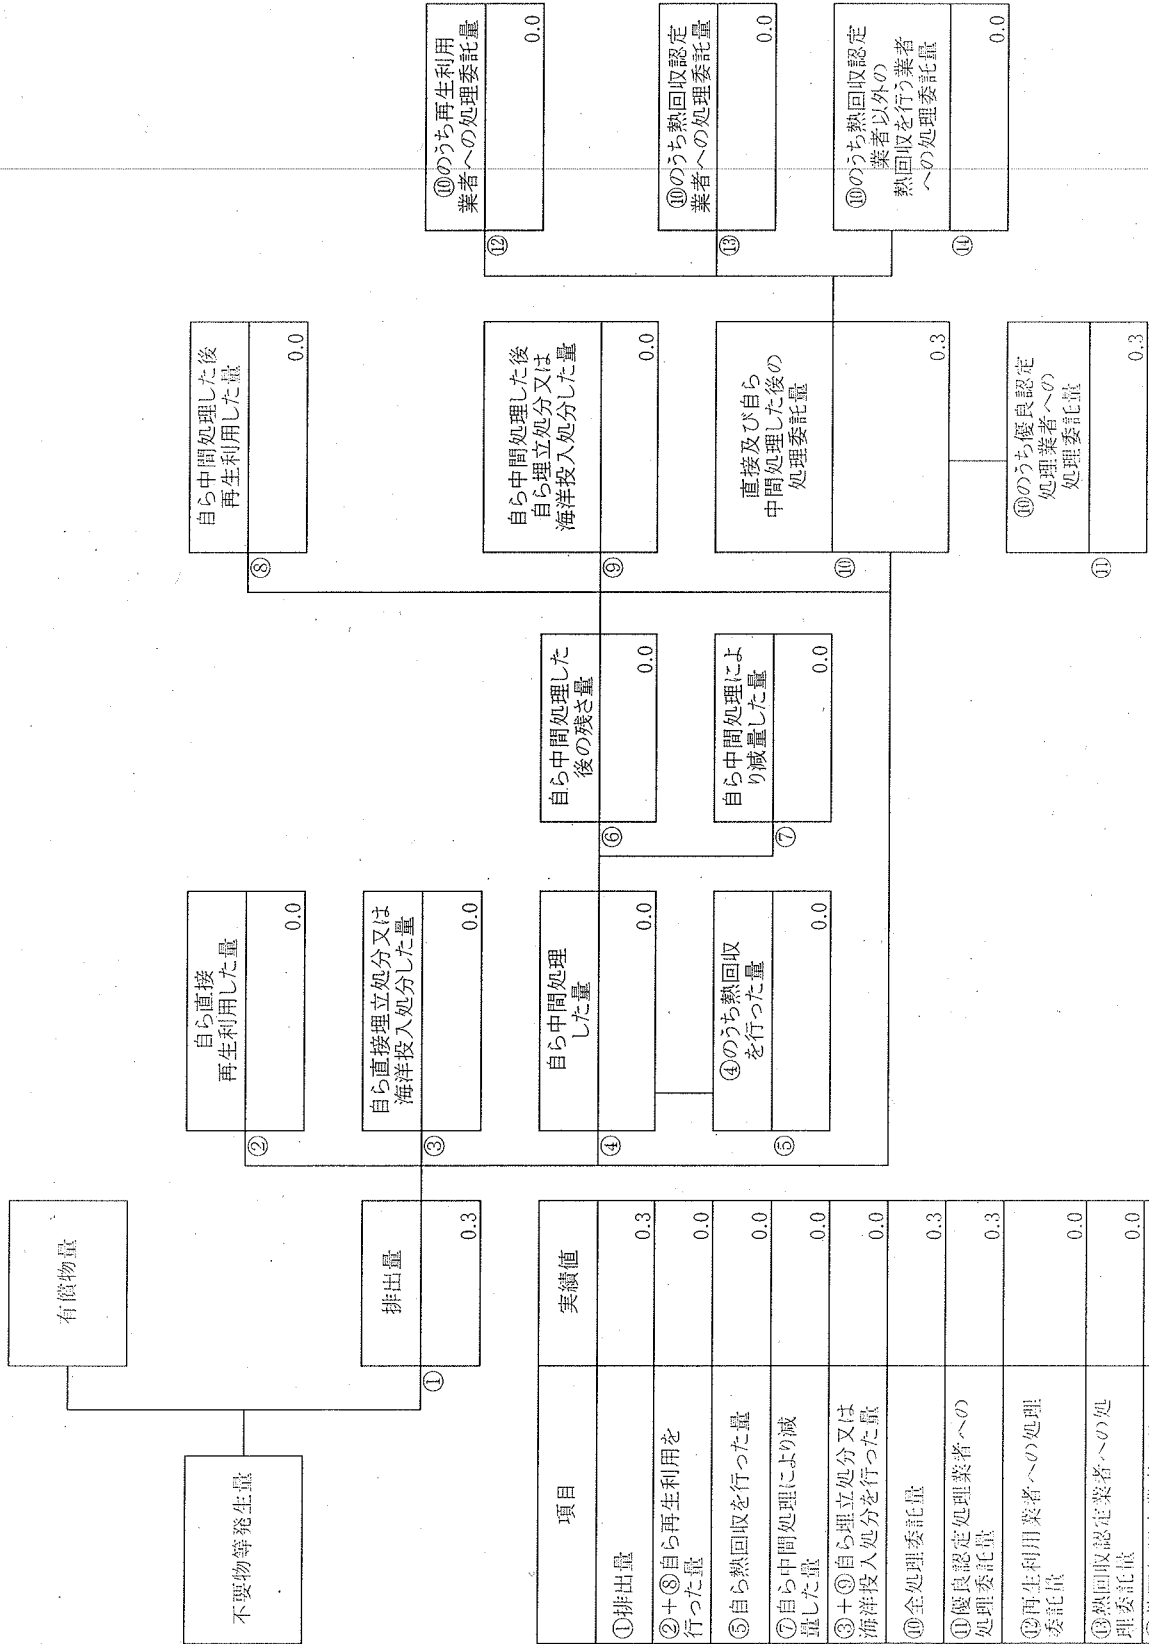 不要物等発生量
有償物量
排出量
①
0.3
自ら直接
再生利用した量
②
0.0
自ら直接埋立処分又は
海洋投入処分した量
③
0.0
自ら中間処理
した量
④
0.0
④のうち熱回収
を行った量
⑤
0.0
自ら中間処理した
後の残さ量
⑥
0.0
自ら中間処理によ
り減量した量
⑦
0.0
自ら中間処理した後
再生利用した量
⑧
0.0
自ら中間処理した後
自ら埋立処分又は
海洋投入処分した量
⑨
0.0
直接及び自ら
中間処理した後の
処理委託量
⑩
0.3
⑩のうち優良認定
処理業者への
処理委託量
⑪
0.3
⑩のうち再生利用
業者への処理委託量
⑫
0.0
⑩のうち熱回収認定
業者への処理委託量
⑬
0.0
⑩のうち熱回収認定
業者以外の
熱回収を行う業者
への処理委託量
⑭
0.0
項目
実績値
①排出量
0.3
②＋⑧自ら再生利用を
行った量
0.0
⑤自ら熱回収を行った量
0.0
⑦自ら中間処理により減
量した量
0.0
③＋⑨自ら埋立処分又は
海洋投入処分を行った量
0.0
⑩全処理委託量
0.3
⑪優良認定処理業者への
処理委託量
0.3
⑫再生利用業者への処理
委託量
0.0
⑬熱回収認定業者への処
理委託量
0.0